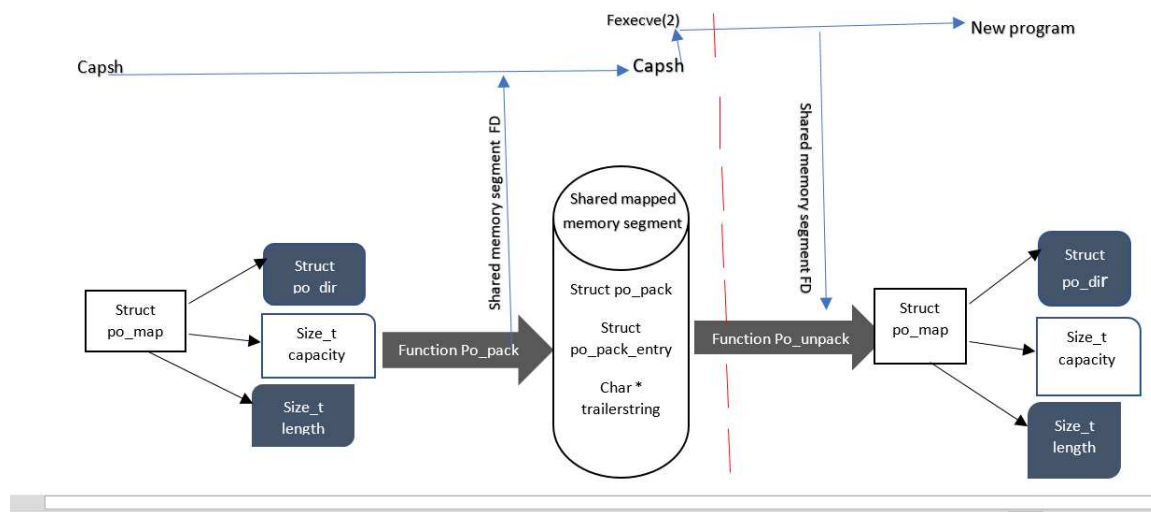 Fexecve(2)
New program
Capsh
Capsh
Shared memory segment FD
Shared memory segment FD
Shared mapped
memory segment
Struct po_pack
Struct
po_pack_entry
Char *
trailerstring
Struct
po_map
Struct
po_dir
Size_t
capacity
Size_t
length
Function Po_pack
Function Po_unpack
Struct
po_map
Struct
po_dir
Size_t
capacity
Size_t
length